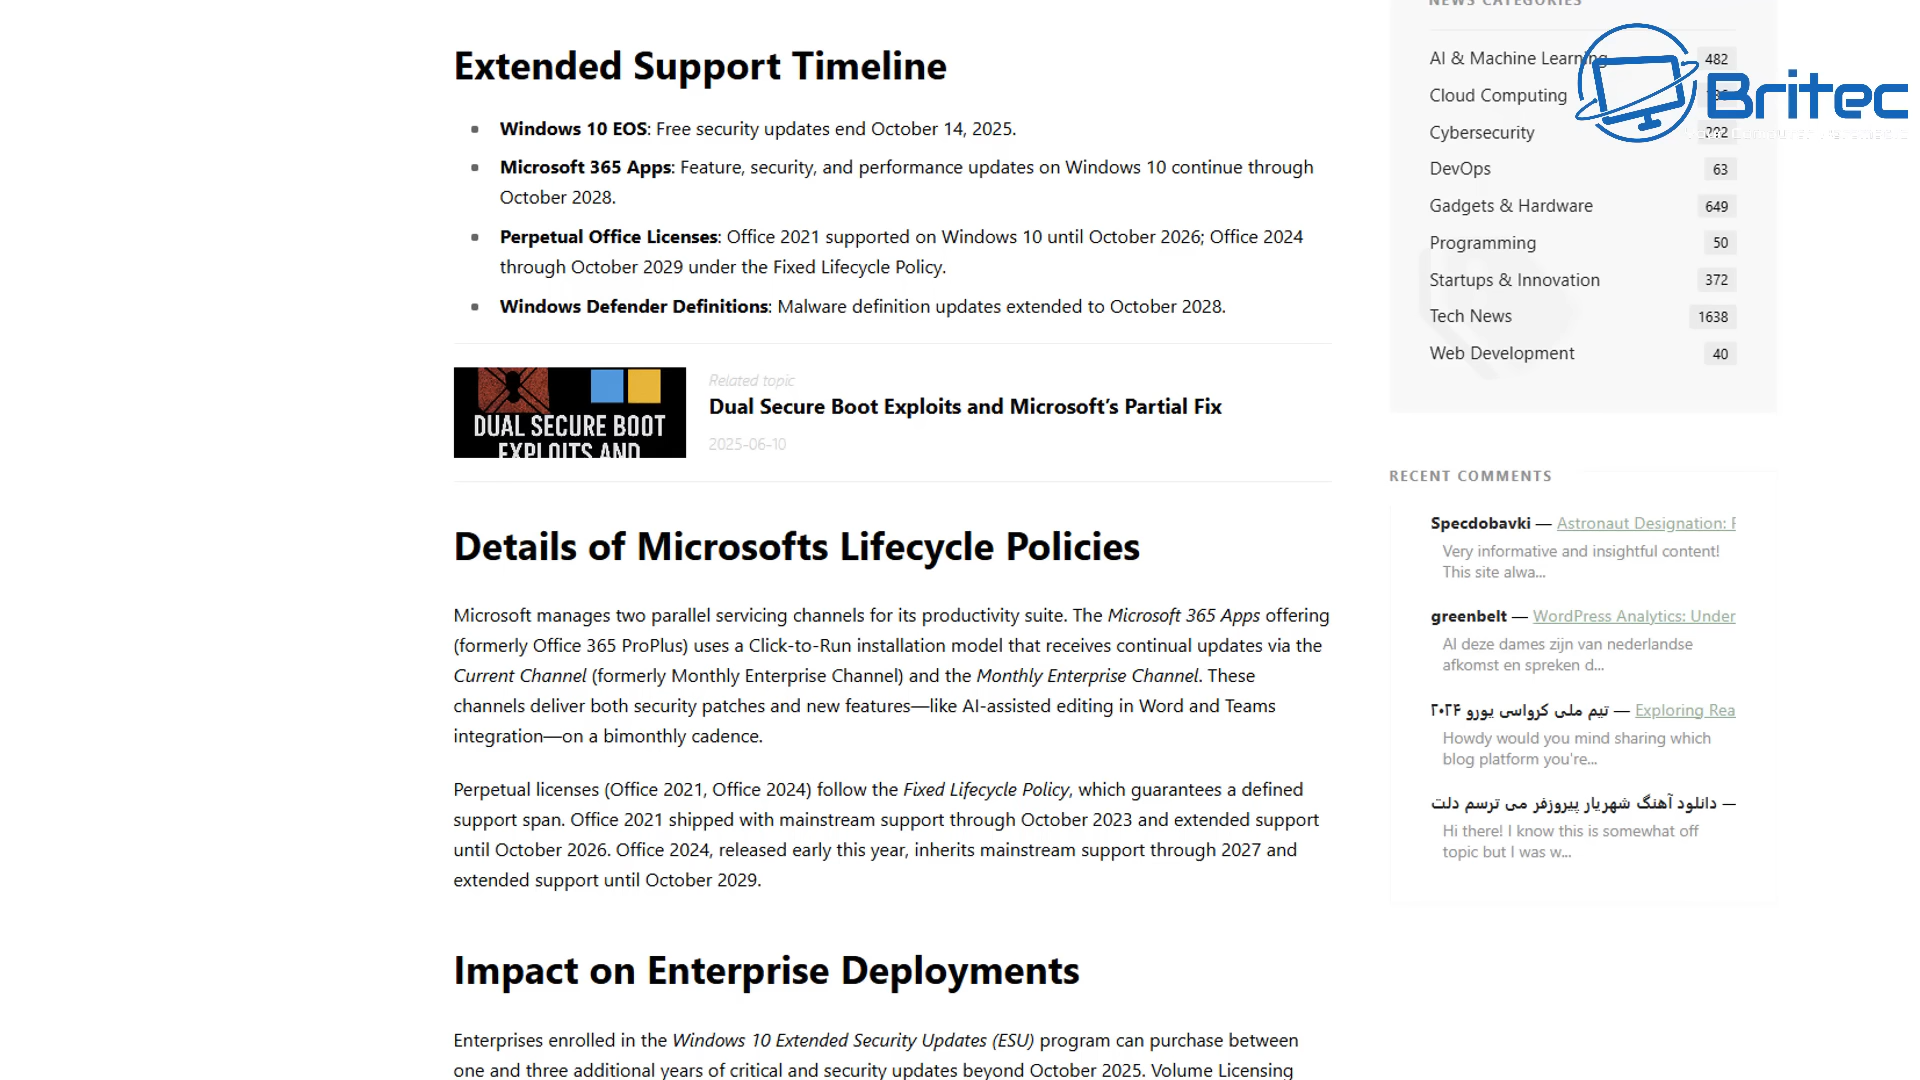 Extended Support Timeline
Windows 10 EOS: Free security updates end October 14, 2025.
Microsoft 365 Apps: Feature, security, and performance updates on Windows 10 continue through
October 2028.
Perpetual Office Licenses: Office 2021 supported on Windows 10 until October 2026; Office 2024
through October 2029 under the Fixed Lifecycle Policy.
Windows Defender Definitions: Malware definition updates extended to October 2028.
DUAL SECURE BOOT
EXPLOITS AND
Related topic
Dual Secure Boot Exploits and Microsoft’s Partial Fix
2025-06-10
Details of Microsofts Lifecycle Policies
Microsoft manages two parallel servicing channels for its productivity suite. The Microsoft 365 Apps offering
(formerly Office 365 ProPlus) uses a Click-to-Run installation model that receives continual updates via the
Current Channel (formerly Monthly Enterprise Channel) and the Monthly Enterprise Channel. These
channels deliver both security patches and new features—like AI-assisted editing in Word and Teams
integration—on a bimonthly cadence.
Perpetual licenses (Office 2021, Office 2024) follow the Fixed Lifecycle Policy, which guarantees a defined
support span. Office 2021 shipped with mainstream support through October 2023 and extended support
until October 2026. Office 2024, released early this year, inherits mainstream support through 2027 and
extended support until October 2029.
Impact on Enterprise Deployments
Enterprises enrolled in the Windows 10 Extended Security Updates (ESU) program can purchase between
one and three additional years of critical and security updates beyond October 2025. Volume Licensing
NEWS CATEGORIES
AI & Machine Learning 482
Cloud Computing
Cybersecurity
DevOps 63
Gadgets & Hardware 649
Programming 50
Startups & Innovation 372
Tech News 1638
Web Development 40
Britec
RECENT COMMENTS
Specdobavki — Astronaut Designation:
Very informative and insightful content!
This site alwa...
greenbelt — WordPress Analytics: Under
Al deze dames zijn van nederlandse
afkomst en spreken d...
تیم ملی کرواسی یورو ۲۰۲۴ — Exploring Rea
Howdy would you mind sharing which
blog platform you're...
دانلود آهنگ شهریار پیروزفر می ترسم دلت —
Hi there! I know this is somewhat off
topic but I was w...